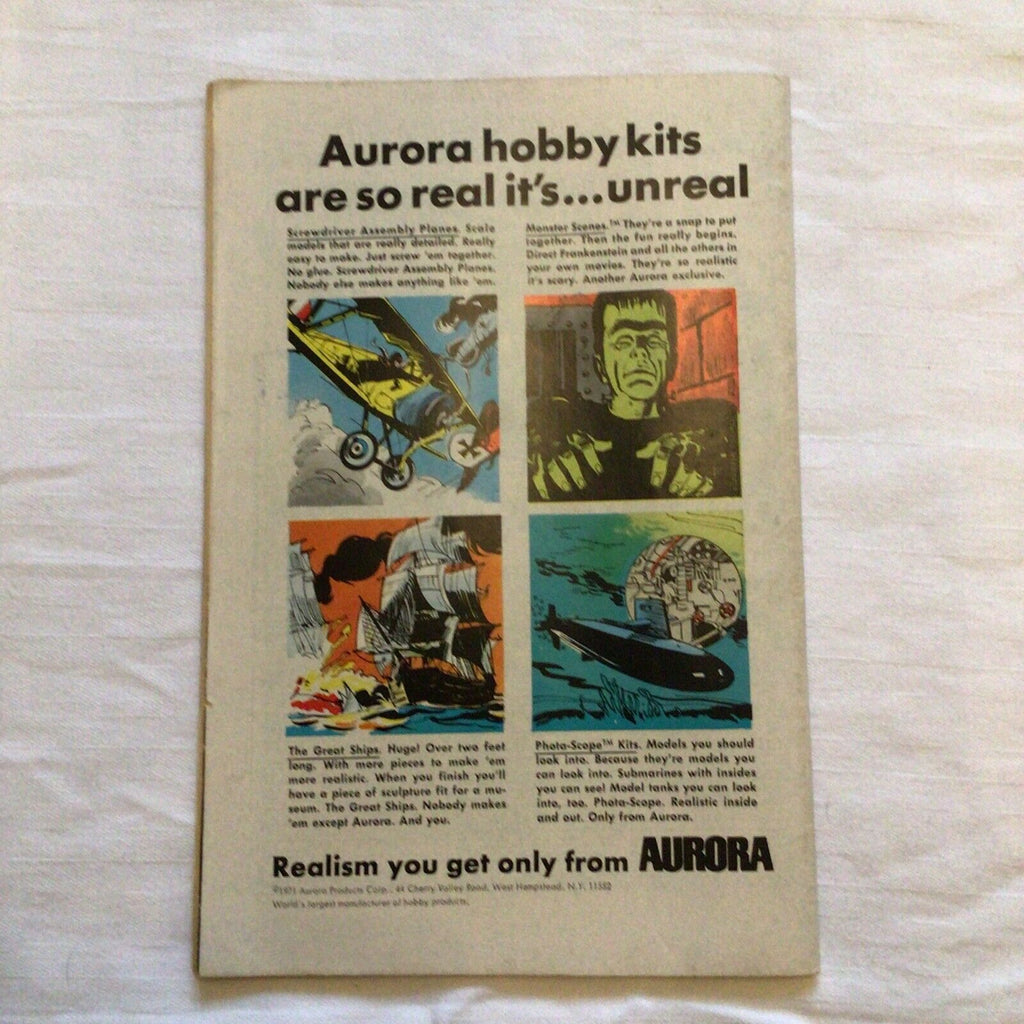 Aurora hobby kits
are so real it's...unreal
Screwdriver Assembly Planes. Scale
models that are really detailed. Really
easy to make. Just screw 'em together.
No glue. Screwdriver Assembly Planes.
Nobody else makes anything like 'em.
Monster Scenes.™ They're a snap to put
together. Then the fun really begins.
Direct Frankenstein and all the others in
your own movies. They're so realistic
it's scary. Another Aurora exclusive.
The Great Ships. Huge! Over two feet
long. With more pieces to make 'em
more realistic. When you finish you'll
have a piece of sculpture fit for a mu-
seum. The Great Ships. Nobody makes
'em except Aurora. And you.
Phota-Scope™ Kits. Models you should
look into. Because they're models you
can look into. Submarines with insides
you can see! Model tanks you can look
into, too. Phota-Scope. Realistic inside
and out. Only from Aurora.
Realism you get only from AURORA
©1971 Aurora Products Corp., 44 Cherry Valley Road, West Hempstead, N.Y. 11552
World's largest manufacturer of hobby products.